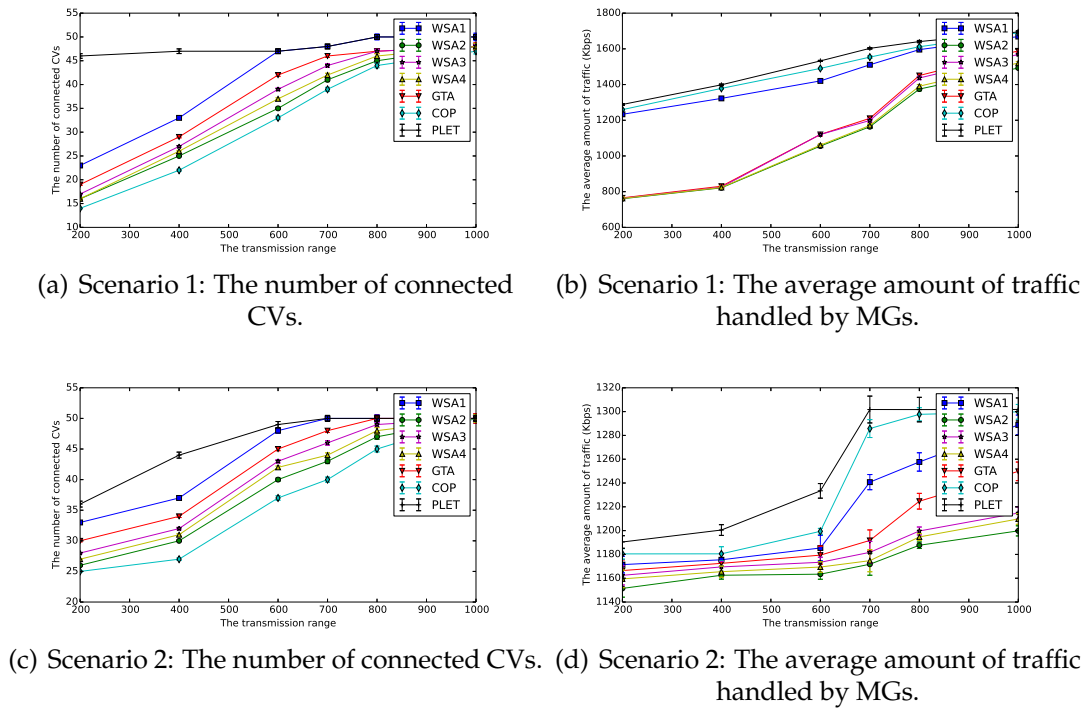 55
50
45
40
35
30
25
20
15
10
The number of connected CVs
200 300 400 500 600 700 800 900 1000
The transmission range
WSA1
WSA2
WSA3
WSA4
GTA
COP
PLET
1800
1600
1400
1200
1000
800
600
The average amount of traffic (Kbps)
200 300 400 500 600 700 800 900 1000
The transmission range
WSA1
WSA2
WSA3
WSA4
GTA
COP
PLET
(a) Scenario 1: The number of connected
CVs.
(b) Scenario 1: The average amount of traffic
handled by MGs.
55
50
45
40
35
30
25
20
The number of connected CVs
200 300 400 500 600 700 800 900 1000
The transmission range
WSA1
WSA2
WSA3
WSA4
GTA
COP
PLET
1320
1300
1280
1260
1240
1220
1200
1180
1160
1140
The average amount of traffic (Kbps)
200 300 400 500 600 700 800 900 1000
The transmission range
WSA1
WSA2
WSA3
WSA4
GTA
COP
PLET
(c) Scenario 2: The number of connected CVs.
(d) Scenario 2: The average amount of traffic
handled by MGs.